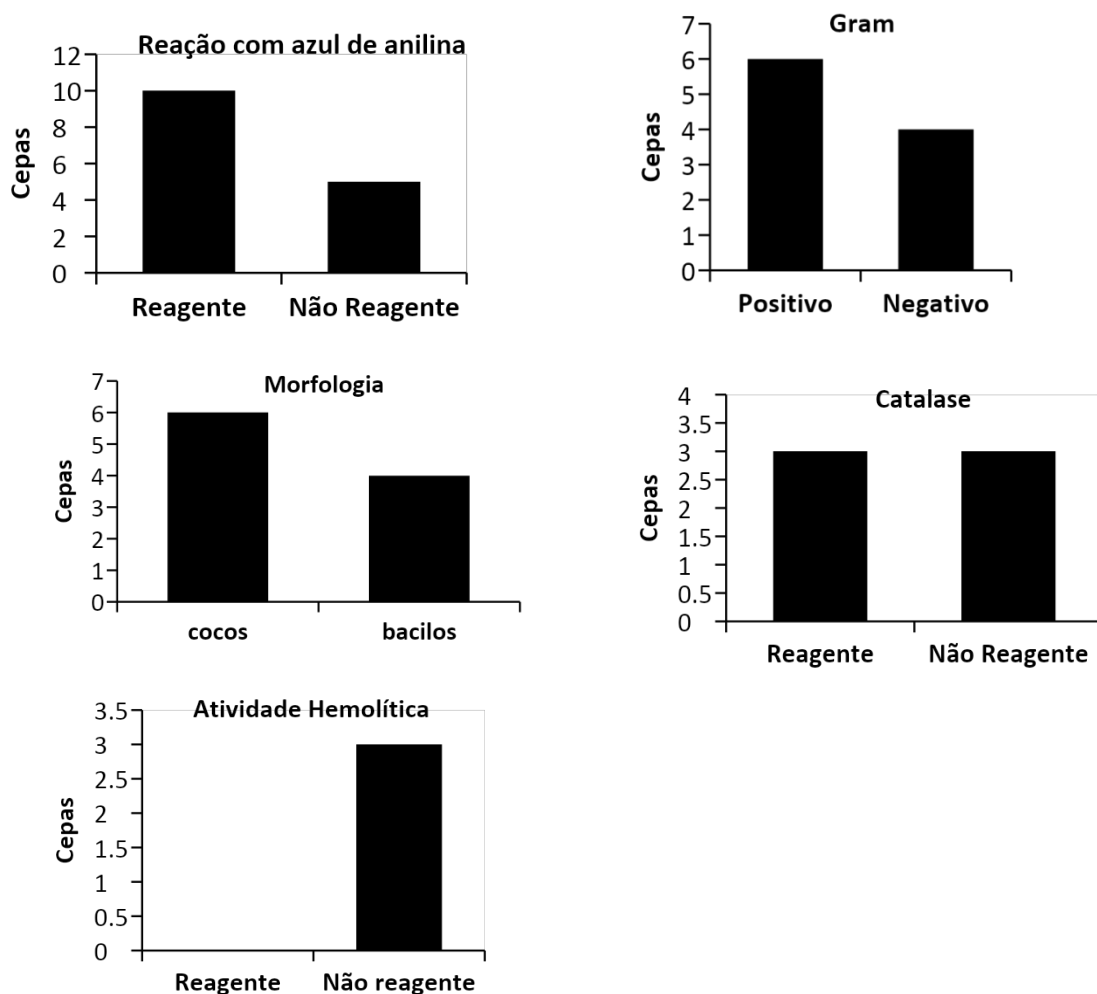 Reação com azul de anilina
12
10
8
6
4
2
0
Cepas
Reagente Não Reagente
Gram
7
6
5
4
3
2
1
0
Cepas
Positivo Negativo
Morfologia
7
6
5
4
3
2
1
0
Cepas
cocos bacilos
Catalase
4
3.5
3
2.5
2
1.5
1
0.5
0
Cepas
Reagente Não Reagente
Atividade Hemolítica
3.5
3
2.5
2
1.5
1
0.5
0
Cepas
Reagente Não reagente